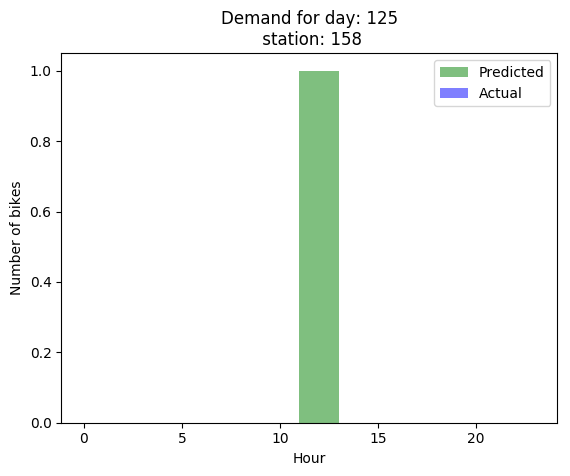 Demand for day: 125
station: 158
Predicted
Actual
1.0
0.8
0.6
0.4
0.2
0.0
Number of bikes
0 5 10 15 20
Hour